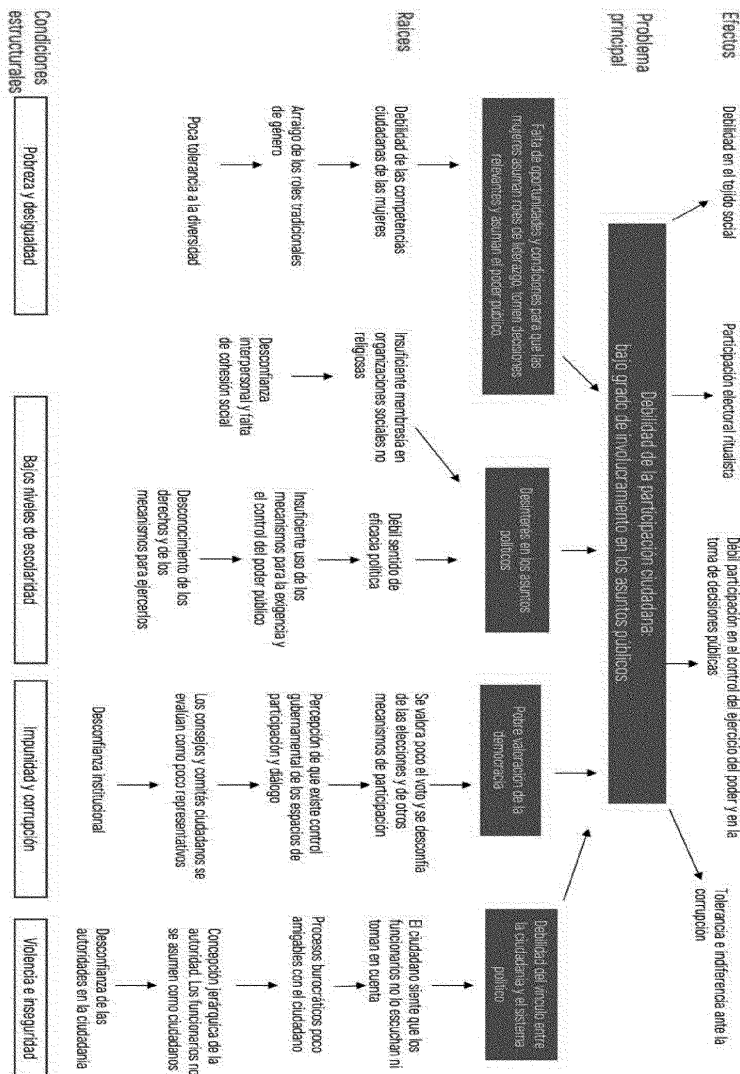 Efectos
Debilidad en el tejido
social
Participación electoral ritualista
Débil participación en el control del ejercicio del poder y en la
toma de decisiones públicas
Tolerancia e indiferencia ante la
corrupción
Problema
principal
Debilidad de la participación ciudadana:
bajo grado de involucramiento en los asuntos públicos
Falta de oportunidades y condiciones para que las
mujeres asuman roles de liderazgo, tomen decisiones
relevantes y asuman el poder público.
Desinterés en los asuntos
políticos
Pobre valoración de la
democracia
Debilidad del vínculo entre
la ciudadanía y el sistema
político
Raíces
Debilidad de las competencias
ciudadanas de las mujeres
Arraigo de los roles tradicionales
de género
Poca tolerancia a la diversidad
Insuficiente membresía en
organizaciones sociales no
religiosas
Desconfianza
interpersonal y falta
de cohesión social
Débil sentido de
eficacia política
Insuficiente uso de los
mecanismos para la exigencia y
el control del poder público
Desconocimiento de los
derechos y de los
mecanismos para ejercerlos
Se valora poco el voto y se desconfía
de las elecciones y de otros
mecanismos de participación
Percepción de que existe control
gubernamental de los espacios de
participación y diálogo
Los consejos y comités ciudadanos se
evalúan como poco representativos
Desconfianza institucional
El ciudadano siente que los
funcionarios no lo escuchan ni
toman en cuenta
Procesos burocráticos poco
amigables con el ciudadano
Concepción jerárquica de la
autoridad. Los funcionarios no
se asumen como ciudadanos
Desconfianza de las
autoridades en la ciudadanía
Condiciones
estructurales
Pobreza y desigualdad
Bajos niveles de escolaridad
Impunidad y corrupción
Violencia e inseguridad